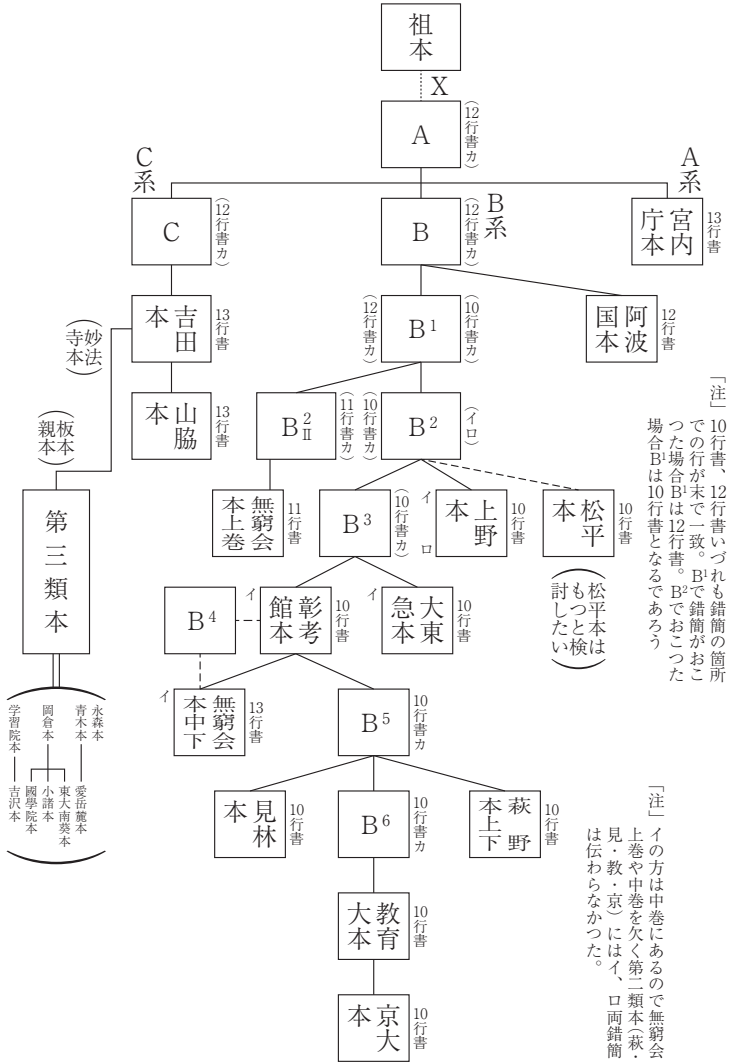 祖本
X
A
(12行書カ)
A系
宮内庁本
13行書
B系
B
(12行書カ)
C系
C
(12行書カ)
阿波国本
12行書
B¹
(10行書カ)
(12行書カ)
吉田本
13行書
(妙法寺本)
「注」 10行書、12行書いづれも錯簡の箇所
での行が末で一致。B¹で錯簡がおこ
つた場合B¹は12行書。B²でおこつた
場合B¹は10行書となるであろう
B²
(イロ)
(10行書カ)
B²Ⅱ
(11行書カ)
山脇本
13行書
(板本親本)
松平本
10行書
(松平本は
もつと検
討したい)
上野本
10行書
イ ロ
B³
(10行書カ)
無窮会本上巻
11行書
第三類本
大東急本
10行書
イ
彰考館本
10行書
イ
B⁴
B⁵
10行書カ
無窮会本中下
13行書
イ
永森本
青木本―愛岳麓本
岡倉本
東大南葵本
小諸本
國學院本
学習院本―吉沢本
「注」 イの方は中巻にあるので無窮会
上巻や中巻を欠く第二類本(萩・
見・教・京)にはイ、ロ両錯簡
は伝わらなかつた。
萩野本上下
10行書
B⁶
10行書カ
見林本
10行書
教育大本
10行書
京大本
10行書